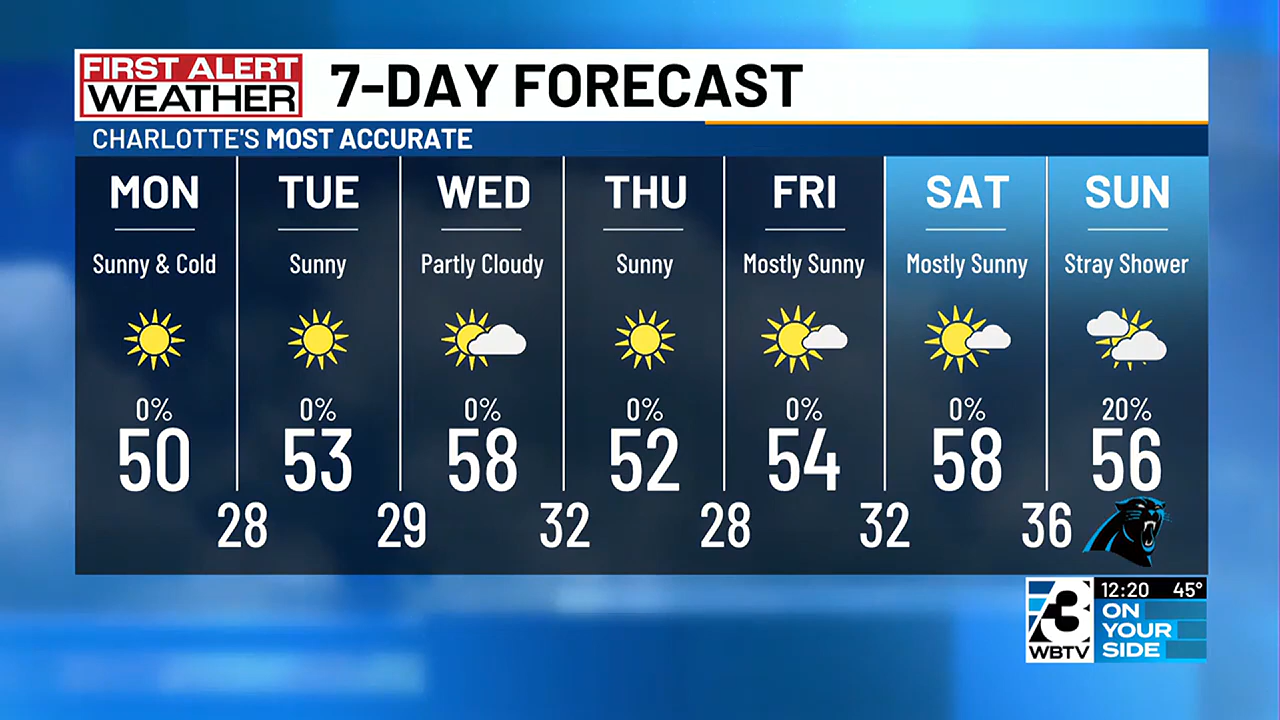 FIRST ALERT
WEATHER
7-DAY FORECAST
CHARLOTTE'S MOST ACCURATE
MON TUE WED THU FRI SAT SUN
Sunny & Cold Sunny Partly Cloudy Sunny Mostly Sunny Mostly Sunny Stray Shower
0% 0% 0% 0% 0% 0% 20%
50 53 58 52 54 58 56
28 29 32 28 32 36
3
WBTV
12:20 45°
ON
YOUR
SIDE